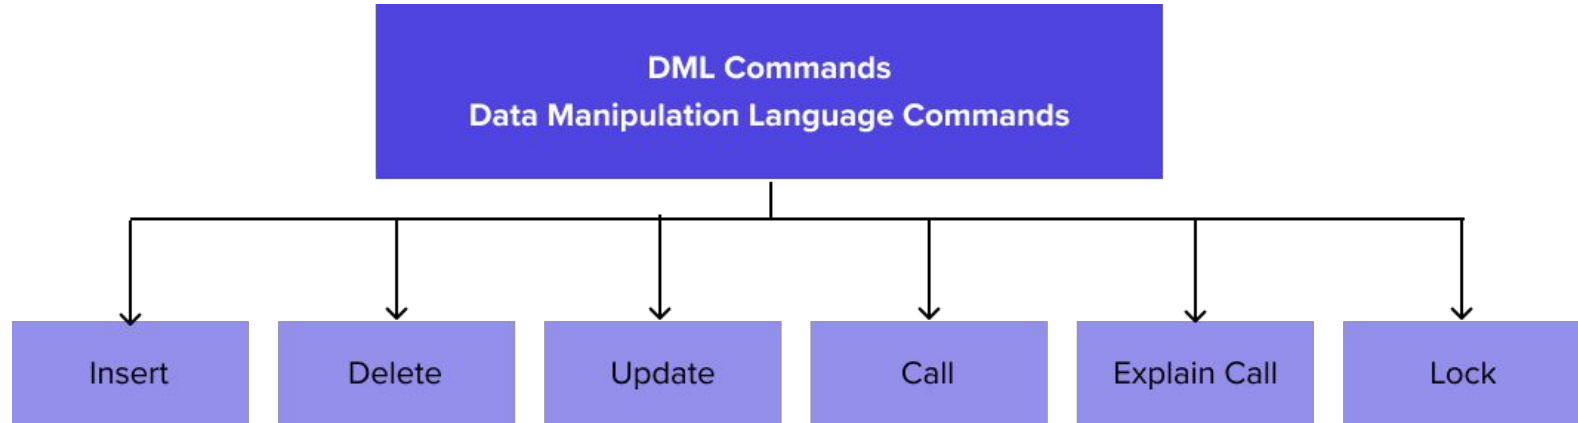 DML Commands
Data Manipulation Language Commands
Insert
Delete
Update
Call
Explain Call
Lock